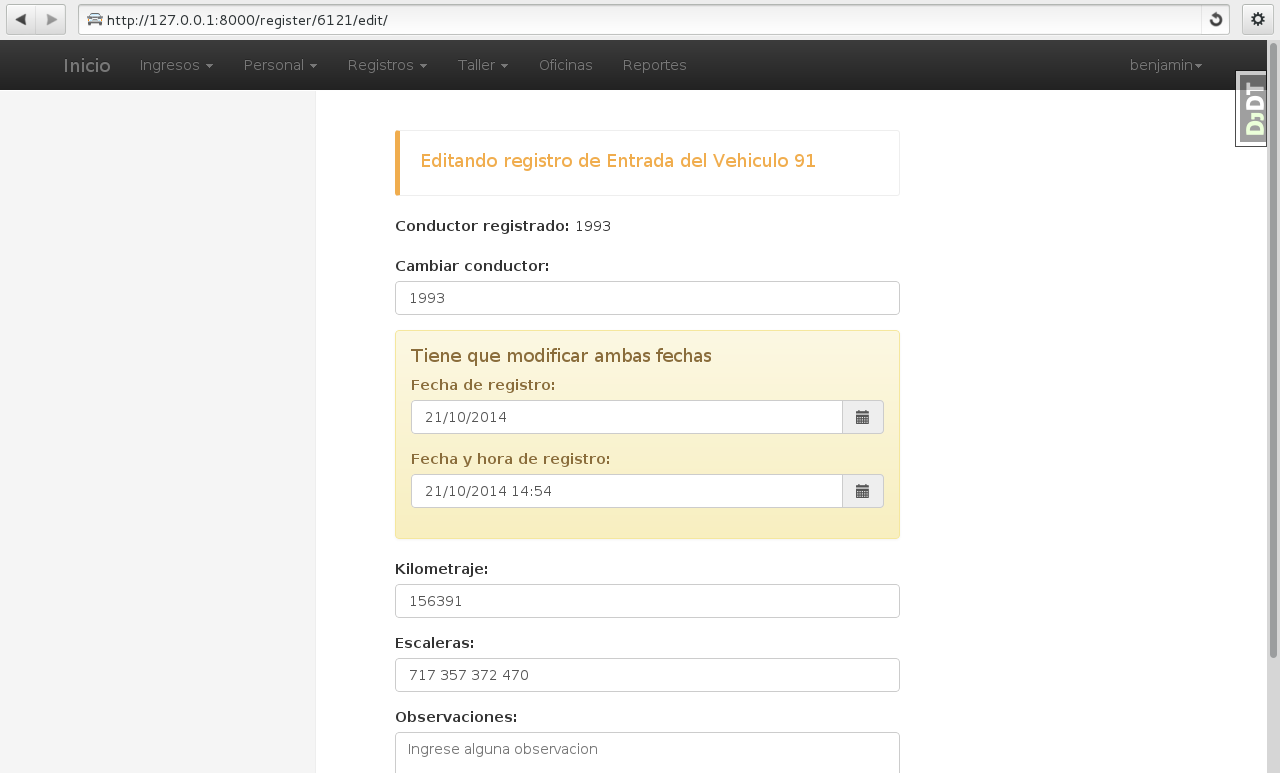 http://127.0.0.1:8000/register/6121/edit/
Inicio Ingresos Personal Registros Taller Oficinas Reportes benjamin
DjDT
Editando registro de Entrada del Vehiculo 91
Conductor registrado: 1993
Cambiar conductor:
1993
Tiene que modificar ambas fechas
Fecha de registro:
21/10/2014
Fecha y hora de registro:
21/10/2014 14:54
Kilometraje:
156391
Escaleras:
717 357 372 470
Observaciones:
Ingrese alguna observacion